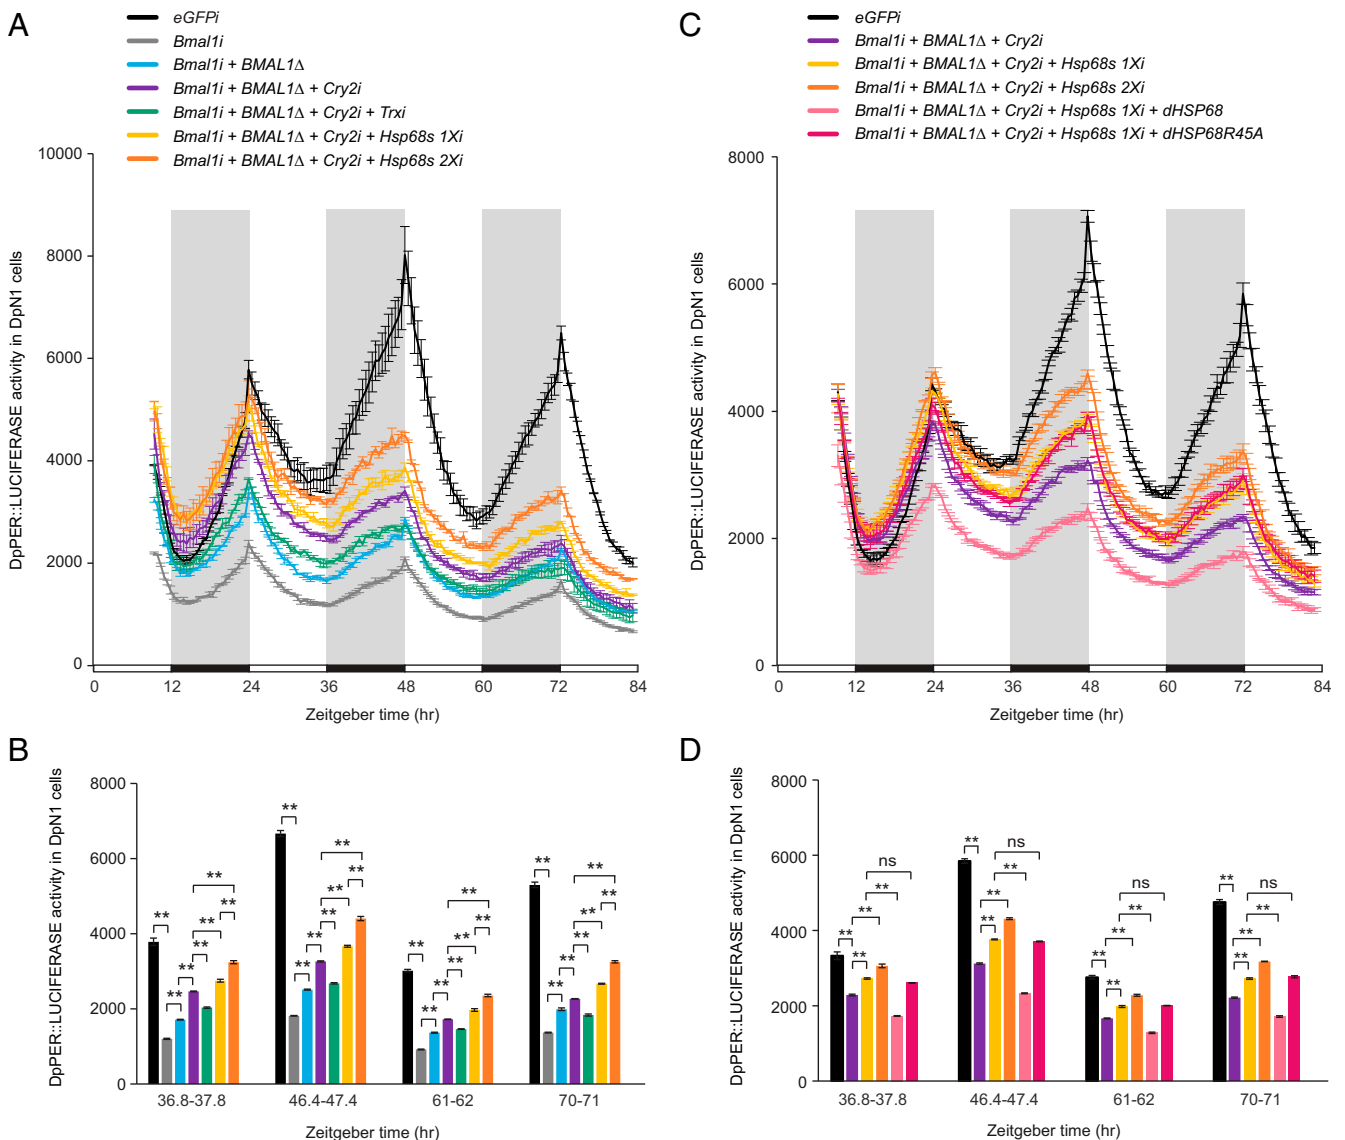 A
eGFPi
Bmal1i
Bmal1i + BMAL1Δ
Bmal1i + BMAL1Δ + Cry2i
Bmal1i + BMAL1Δ + Cry2i + Trxi
Bmal1i + BMAL1Δ + Cry2i + Hsp68s 1Xi
Bmal1i + BMAL1Δ + Cry2i + Hsp68s 2Xi
10000
8000
6000
4000
2000
0
DpPER::LUCIFERASE activity in DpN1 cells
0 12 24 36 48 60 72 84
Zeitgeber time (hr)
C
eGFPi
Bmal1i + BMAL1Δ + Cry2i
Bmal1i + BMAL1Δ + Cry2i + Hsp68s 1Xi
Bmal1i + BMAL1Δ + Cry2i + Hsp68s 2Xi
Bmal1i + BMAL1Δ + Cry2i + Hsp68s 1Xi + dHSP68
Bmal1i + BMAL1Δ + Cry2i + Hsp68s 1Xi + dHSP68R45A
8000
6000
4000
2000
0
DpPER::LUCIFERASE activity in DpN1 cells
0 12 24 36 48 60 72 84
Zeitgeber time (hr)
B
DpPER::LUCIFERASE activity in DpN1 cells
8000
6000
4000
2000
0
** ** ** ** ** ** **
** ** ** ** ** ** **
** ** ** ** ** ** **
** ** ** ** ** ** **
36.8-37.8 46.4-47.4 61-62 70-71
Zeitgeber time (hr)
D
DpPER::LUCIFERASE activity in DpN1 cells
8000
6000
4000
2000
0
** ** ** ** ns
** ** ** ** ns
** ** ** ** ns
** ** ** ** ns
36.8-37.8 46.4-47.4 61-62 70-71
Zeitgeber time (hr)